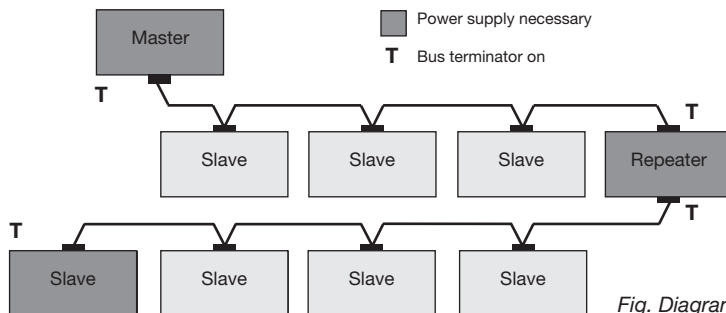 Power supply necessary
Master
T Bus terminator on
T
T
Slave Slave Slave Repeater
T
T
Slave Slave Slave Slave
Fig. Diagram